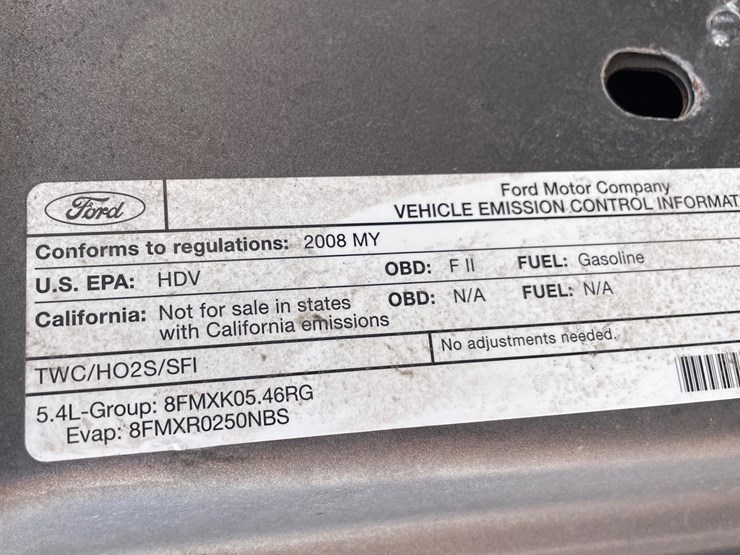 Ford
Ford Motor Company
VEHICLE EMISSION CONTROL INFORMAT
Conforms to regulations: 2008 MY
U.S. EPA: HDV OBD: F II FUEL: Gasoline
California: Not for sale in states OBD: N/A FUEL: N/A
with California emissions
TWC/HO2S/SFI No adjustments needed.
5.4L-Group: 8FMXK05.46RG
Evap: 8FMXR0250NBS